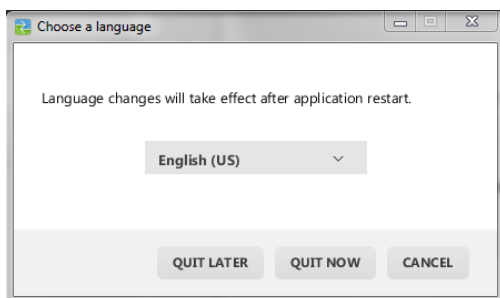 Choose a language
Language changes will take effect after application restart.
English (US)
QUIT LATER QUIT NOW CANCEL